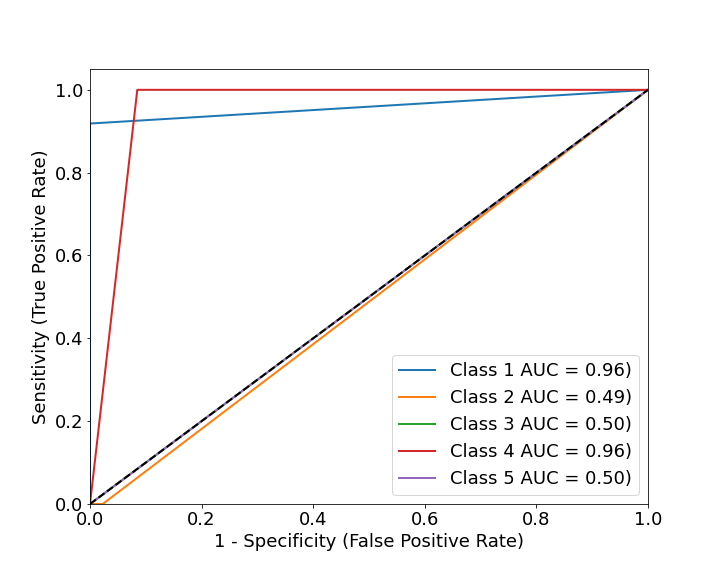 1.0
0.8
0.6
0.4
0.2
0.0
Sensitivity (True Positive Rate)
Class 1 AUC = 0.96)
Class 2 AUC = 0.49)
Class 3 AUC = 0.50)
Class 4 AUC = 0.96)
Class 5 AUC = 0.50)
0.0 0.2 0.4 0.6 0.8 1.0
1 - Specificity (False Positive Rate)